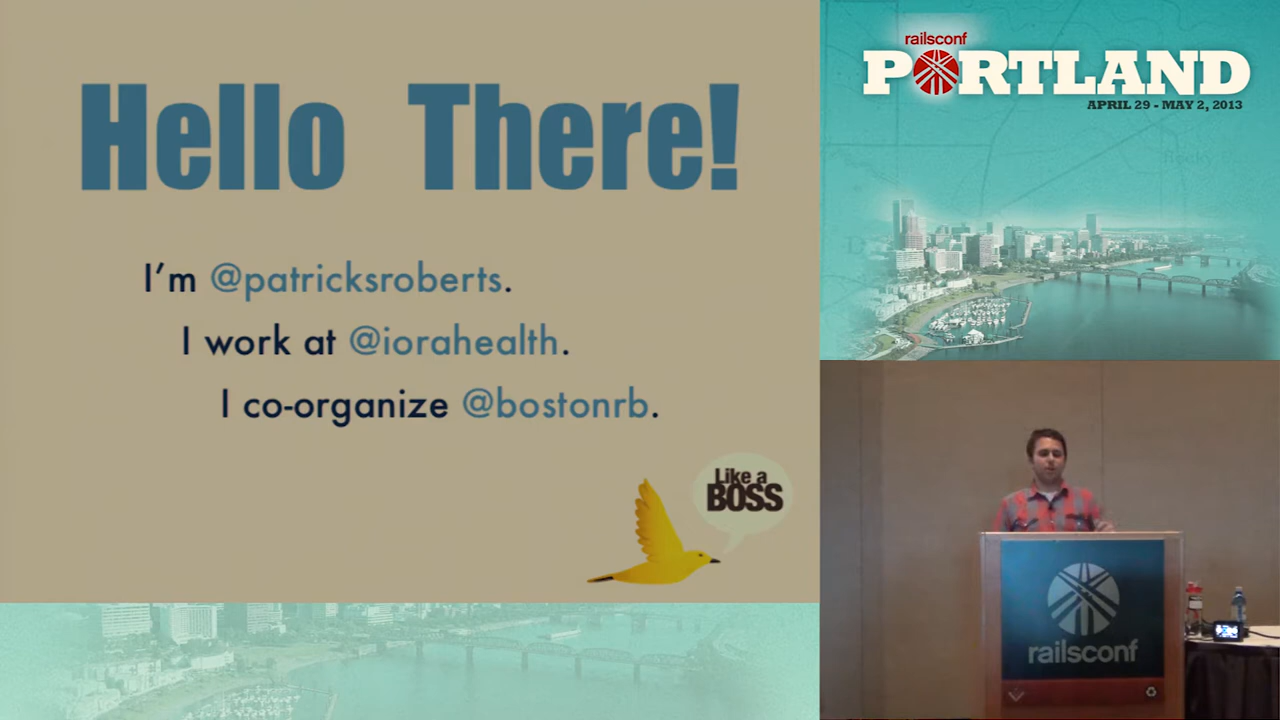 Hello There!
I'm @patricksroberts.
I work at @iorahealth.
I co-organize @bostonrb.
Like a
BOSS
railsconf
PORTLAND
APRIL 29 - MAY 2, 2013
railsconf